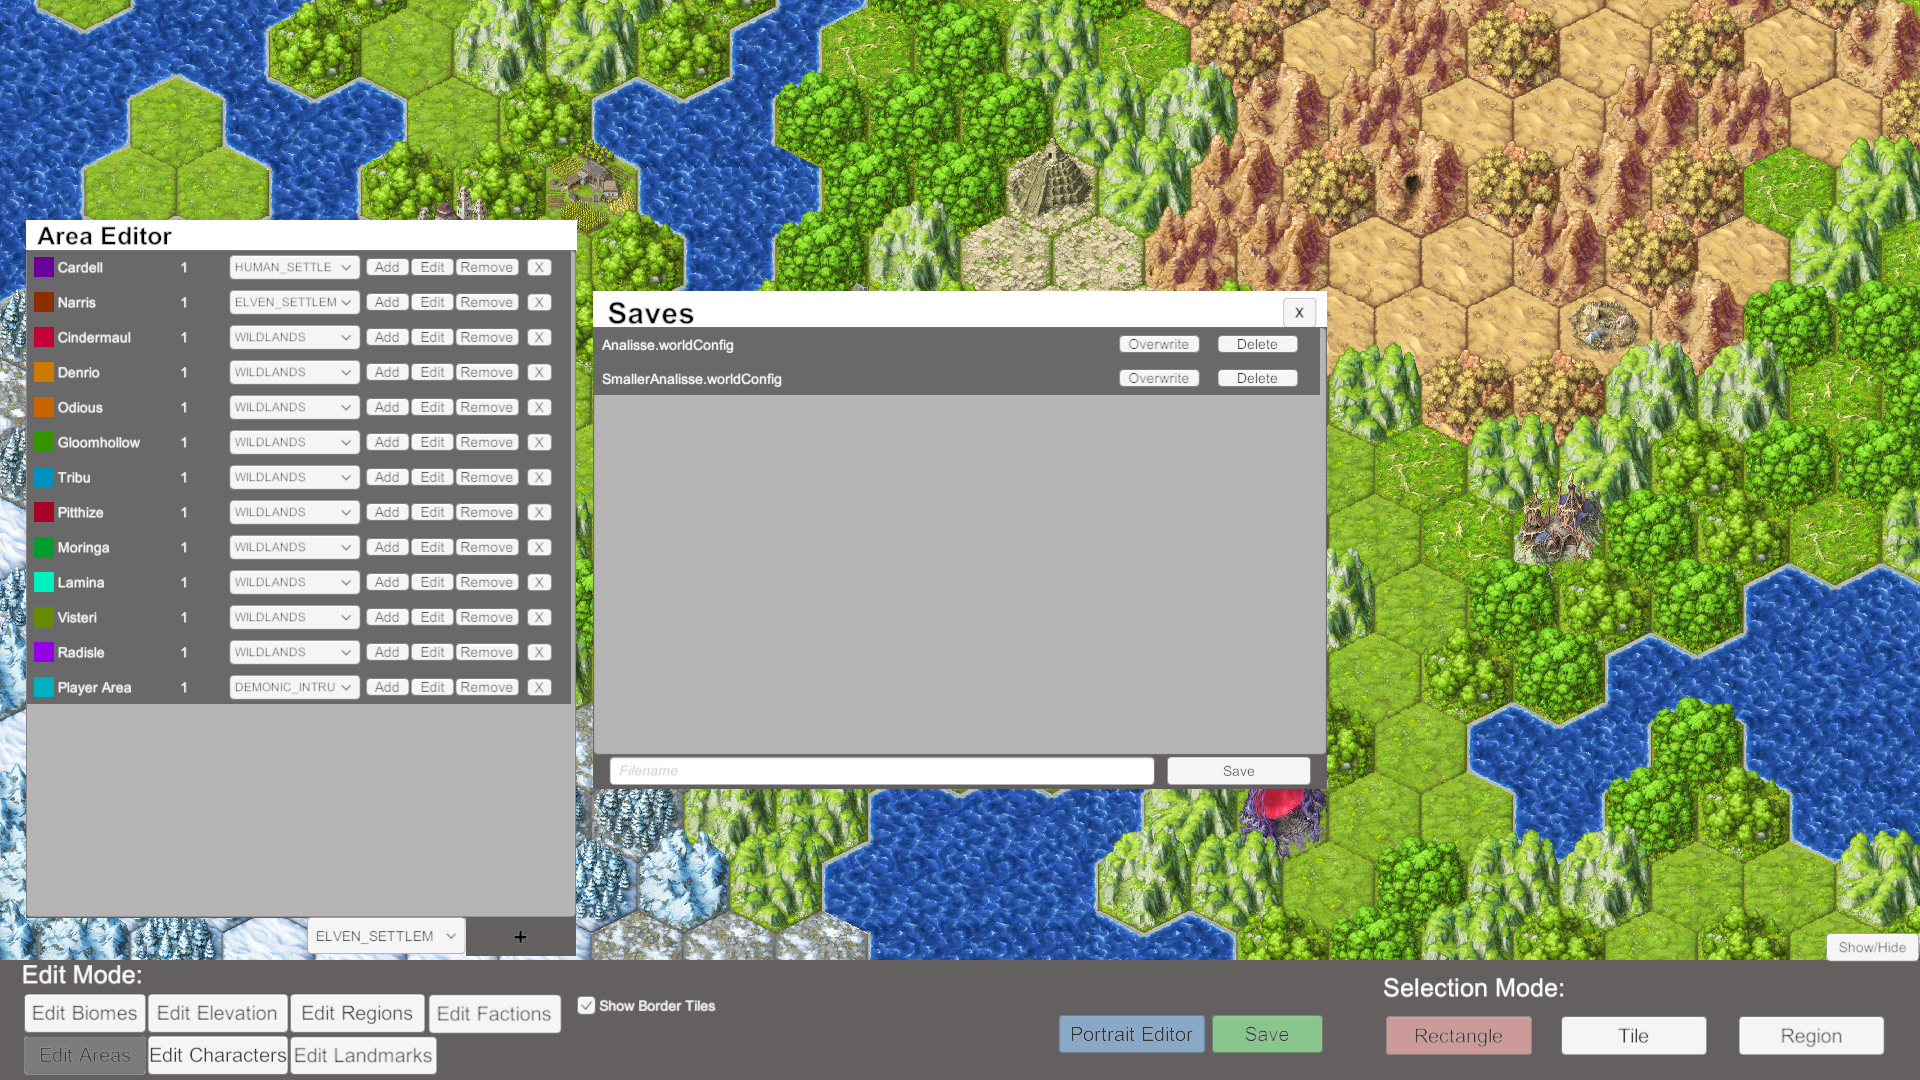 Area Editor
Cardell 1 HUMAN_SETTLE Add Edit Remove X
Narris 1 ELVEN_SETTLEM Add Edit Remove X
Cindermaul 1 WILDLANDS Add Edit Remove X
Denrio 1 WILDLANDS Add Edit Remove X
Odious 1 WILDLANDS Add Edit Remove X
Gloomhollow 1 WILDLANDS Add Edit Remove X
Tribu 1 WILDLANDS Add Edit Remove X
Pitthize 1 WILDLANDS Add Edit Remove X
Moringa 1 WILDLANDS Add Edit Remove X
Lamina 1 WILDLANDS Add Edit Remove X
Visteri 1 WILDLANDS Add Edit Remove X
Radisle 1 WILDLANDS Add Edit Remove X
Player Area 1 DEMONIC_INTRU Add Edit Remove X
ELVEN_SETTLEM +
Saves X
Analisse.worldConfig Overwrite Delete
SmallerAnalisse.worldConfig Overwrite Delete
Filename Save
Show/Hide
Edit Mode:
Edit Biomes Edit Elevation Edit Regions Edit Factions
Edit Areas Edit Characters Edit Landmarks
Show Border Tiles
Portrait Editor Save
Selection Mode:
Rectangle Tile Region